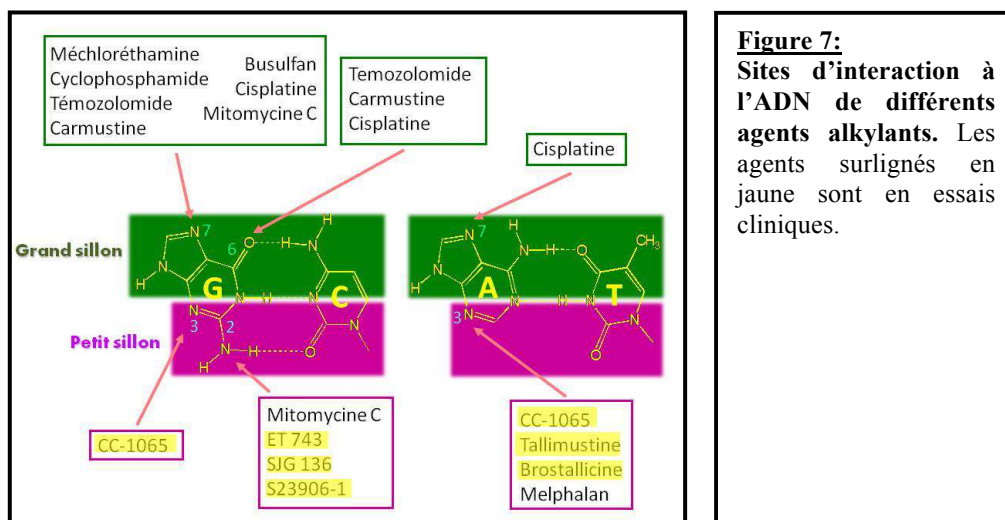 Méchloréthamine
Cyclophosphamide
Témozolomide
Carmustine
Busulfan
Cisplatine
Mitomycine C
Temozolomide
Carmustine
Cisplatine
Cisplatine
Grand sillon
Petit sillon
N 7
6 O
H
N
H
N
H
G
N
H
N
C
N
3
2
N
O
N
H
H
N 7
H
N
H
O
CH3
N
H
A
N
H
N
T
N
3
N
O
CC-1065
Mitomycine C
ET 743
SJG 136
S23906-1
CC-1065
Tallimustine
Brostallicine
Melphalan
Figure 7:
Sites d’interaction à
l’ADN de différents
agents alkylants. Les
agents surlignés en
jaune sont en essais
cliniques.